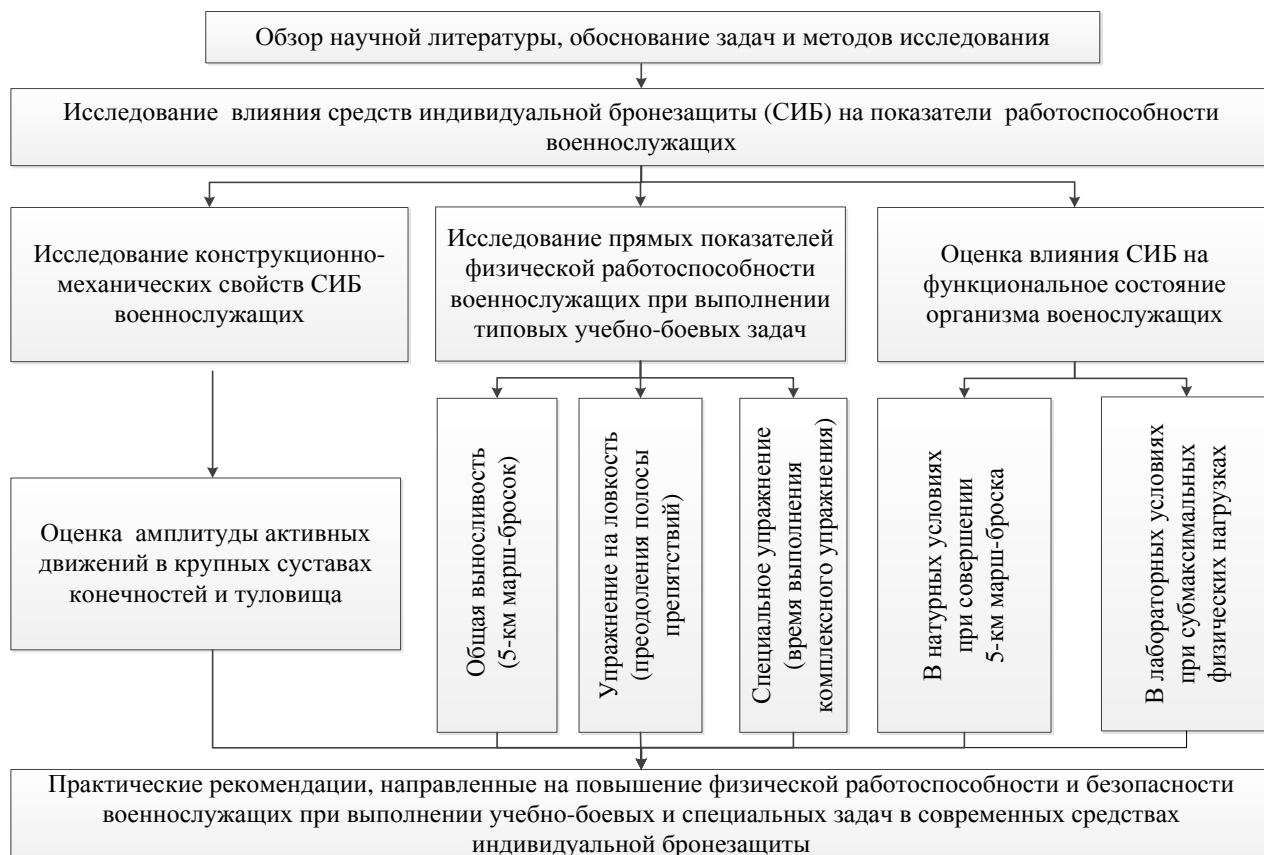 Обзор научной литературы, обоснование задач и методов исследования
Исследование влияния средств индивидуальной бронезащиты (СИБ) на показатели работоспособности
военнослужащих
Исследование конструкционно-
механических свойств СИБ
военнослужащих
Исследование прямых показателей
физической работоспособности
военнослужащих при выполнении
типовых учебно-боевых задач
Оценка влияния СИБ на
функциональное состояние
организма воено​служащих
Оценка амплитуды активных
движений в крупных суставах
конечностей и туловища
Общая выносливость
(5-км марш-бросок)
Упражнение на ловкость
(преодоления полосы
препятствий)
Специальное упражнение
(время выполнения
комплексного упражнения)
В натурных условиях
при совершении
5-км марш-броска
В лабораторных условиях
при субмаксимальных
физических нагрузках
Практические рекомендации, направленные на повышение физической работоспособности и безопасности
военнослужащих при выполнении учебно-боевых и специальных задач в современных средствах
индивидуальной бронезащиты